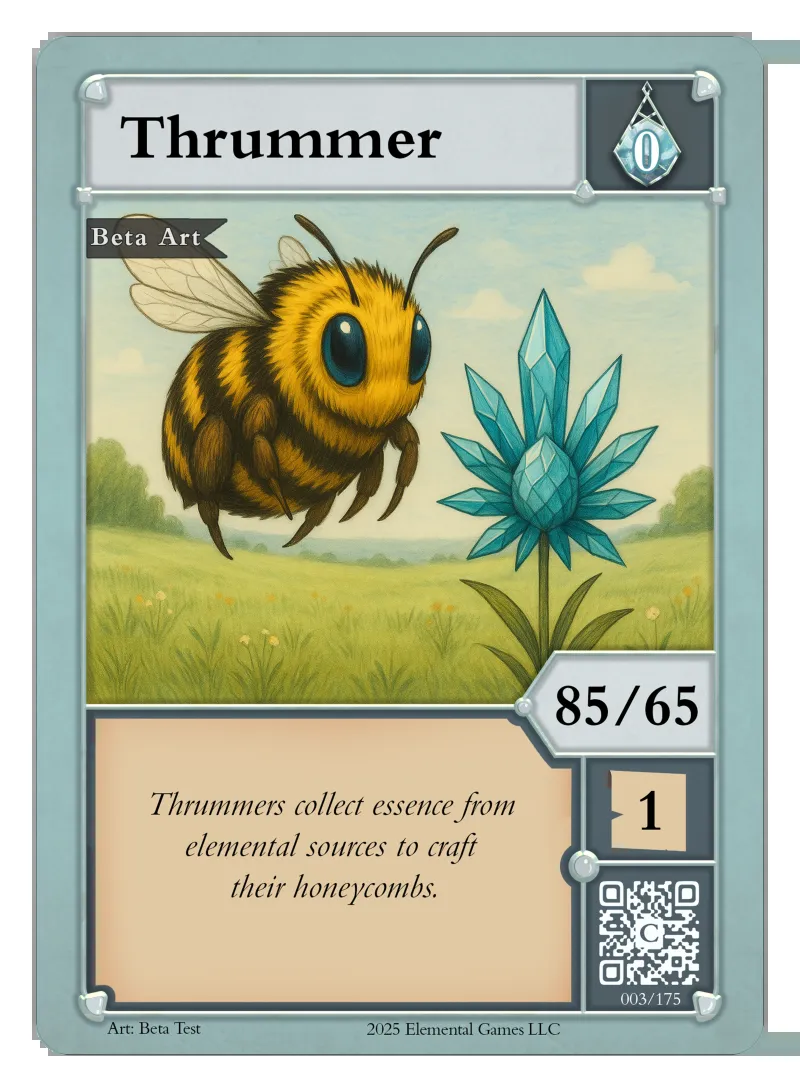 Thrummer
0
Beta Art
85/65
1
Thrummers collect essence from
elemental sources to craft
their honeycombs.
C
003/175
Art: Beta Test
2025 Elemental Games LLC